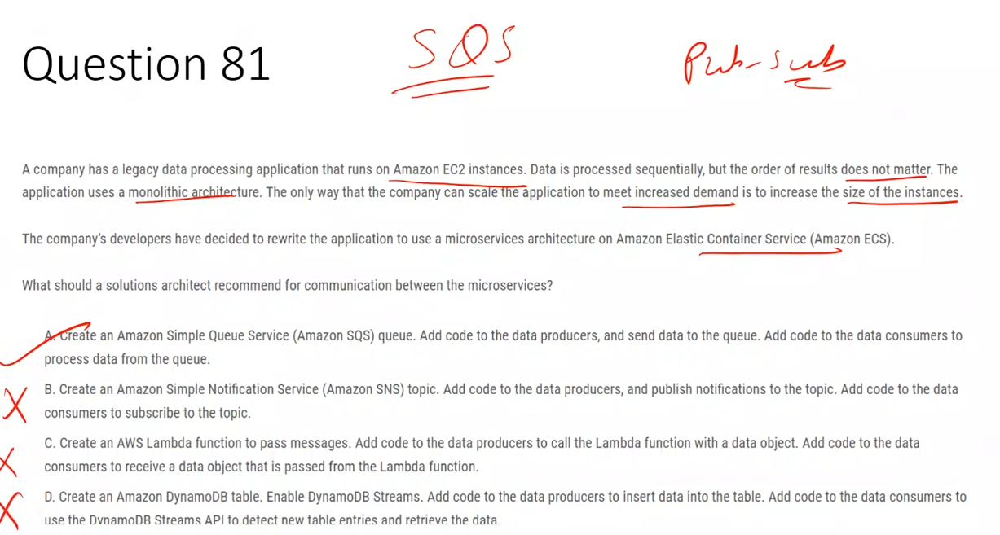 Question 81
SQS
Pub-sub
A company has a legacy data processing application that runs on Amazon EC2 instances. Data is processed sequentially, but the order of results does not matter. The
application uses a monolithic architecture. The only way that the company can scale the application to meet increased demand is to increase the size of the instances.
The company's developers have decided to rewrite the application to use a microservices architecture on Amazon Elastic Container Service (Amazon ECS).
What should a solutions architect recommend for communication between the microservices?
A. Create an Amazon Simple Queue Service (Amazon SQS) queue. Add code to the data producers, and send data to the queue. Add code to the data consumers to
process data from the queue.
B. Create an Amazon Simple Notification Service (Amazon SNS) topic. Add code to the data producers, and publish notifications to the topic. Add code to the data
consumers to subscribe to the topic.
C. Create an AWS Lambda function to pass messages. Add code to the data producers to call the Lambda function with a data object. Add code to the data
consumers to receive a data object that is passed from the Lambda function.
D. Create an Amazon DynamoDB table. Enable DynamoDB Streams. Add code to the data producers to insert data into the table. Add code to the data consumers to
use the DynamoDB Streams API to detect new table entries and retrieve the data.